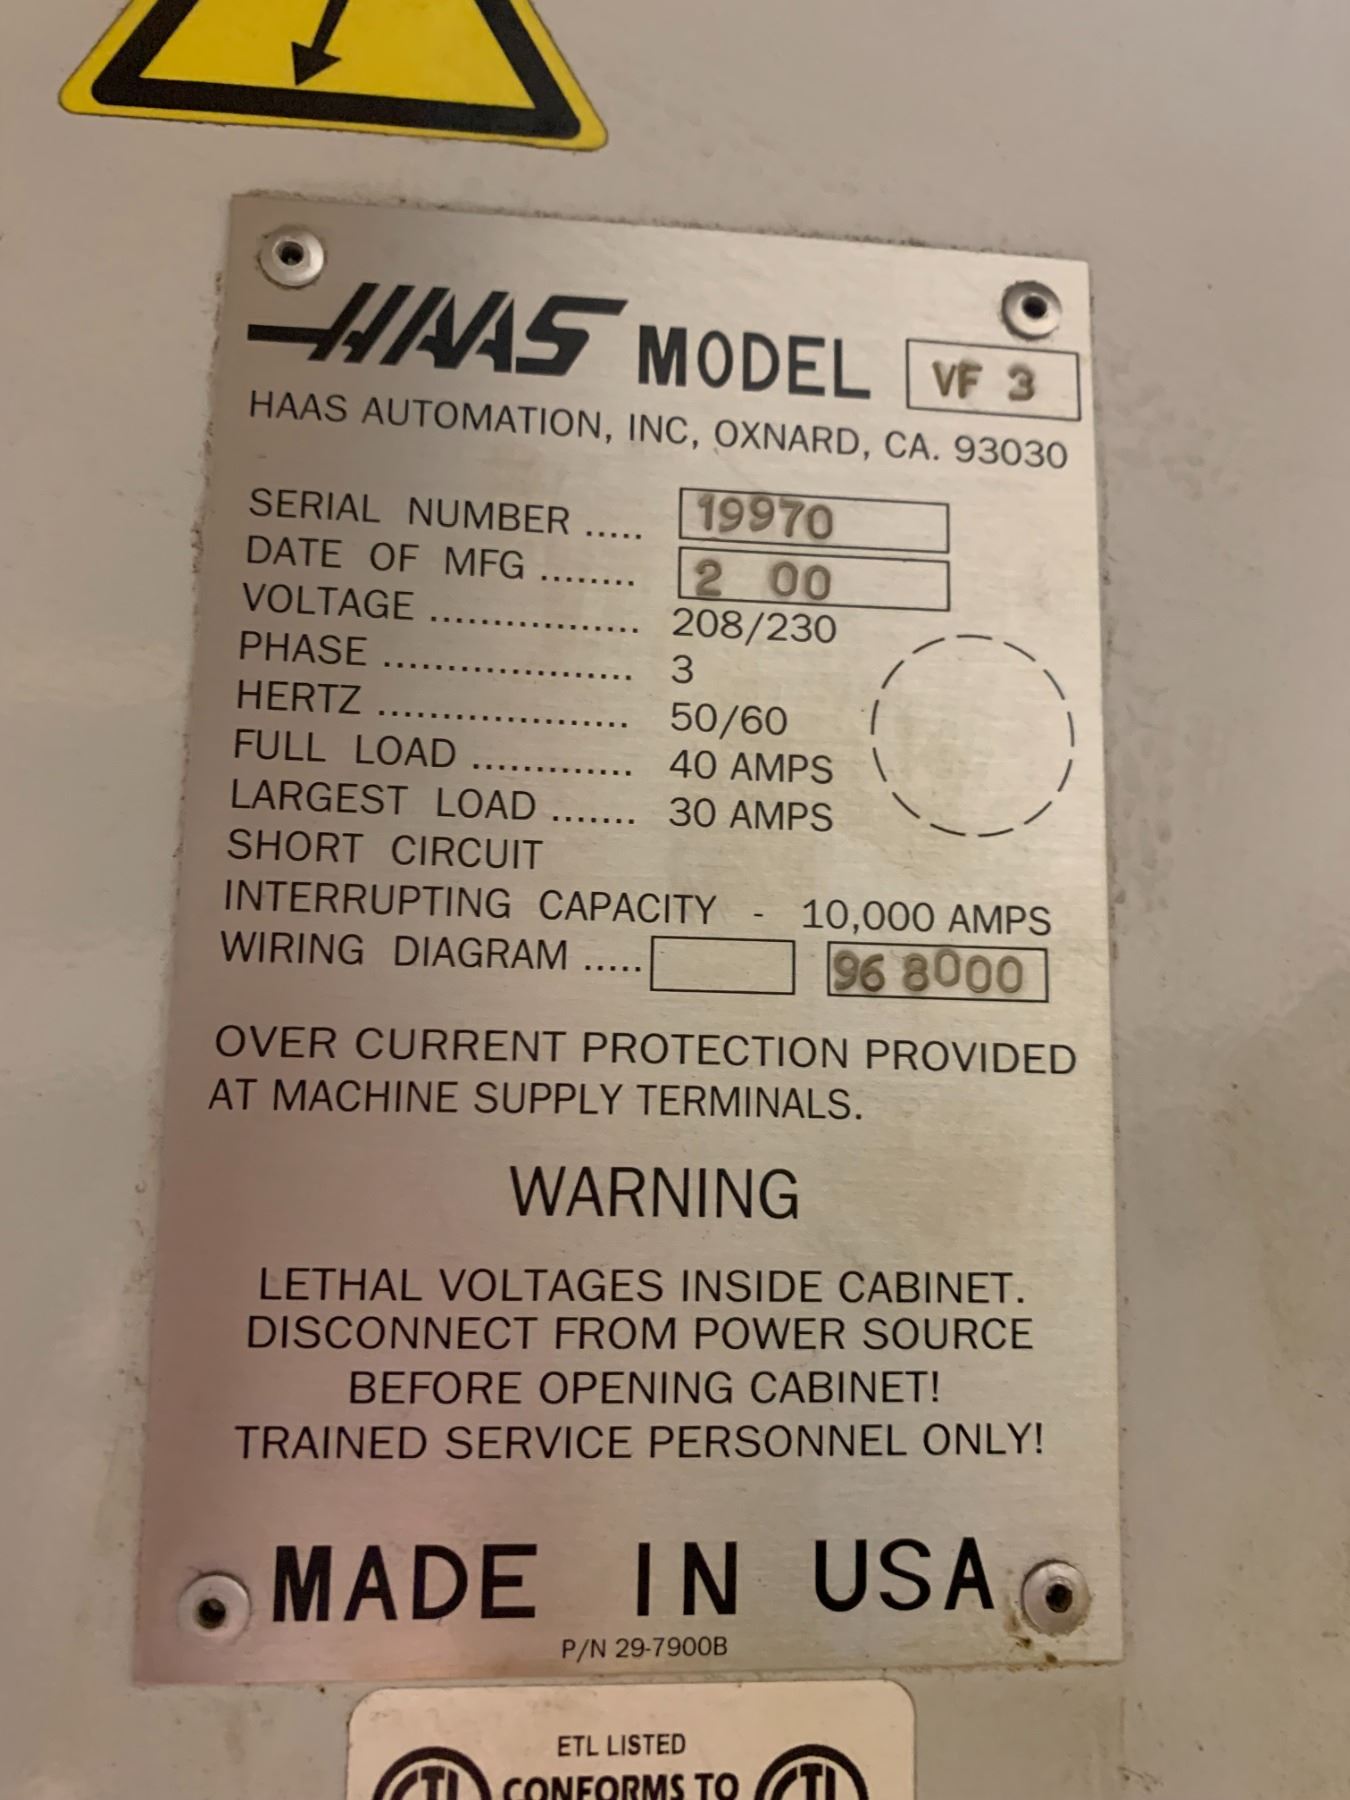 HAAS MODEL VF 3
HAAS AUTOMATION, INC, OXNARD, CA. 93030
SERIAL NUMBER ..... 19970
DATE OF MFG ........ 2 00
VOLTAGE ................. 208/230
PHASE .................... 3
HERTZ .................... 50/60
FULL LOAD ............. 40 AMPS
LARGEST LOAD ....... 30 AMPS
SHORT CIRCUIT
INTERRUPTING CAPACITY - 10,000 AMPS
WIRING DIAGRAM ..... 96 8000
OVER CURRENT PROTECTION PROVIDED
AT MACHINE SUPPLY TERMINALS.
WARNING
LETHAL VOLTAGES INSIDE CABINET.
DISCONNECT FROM POWER SOURCE
BEFORE OPENING CABINET!
TRAINED SERVICE PERSONNEL ONLY!
MADE IN USA
P/N 29-7900B
ETL LISTED
CONFORMS TO